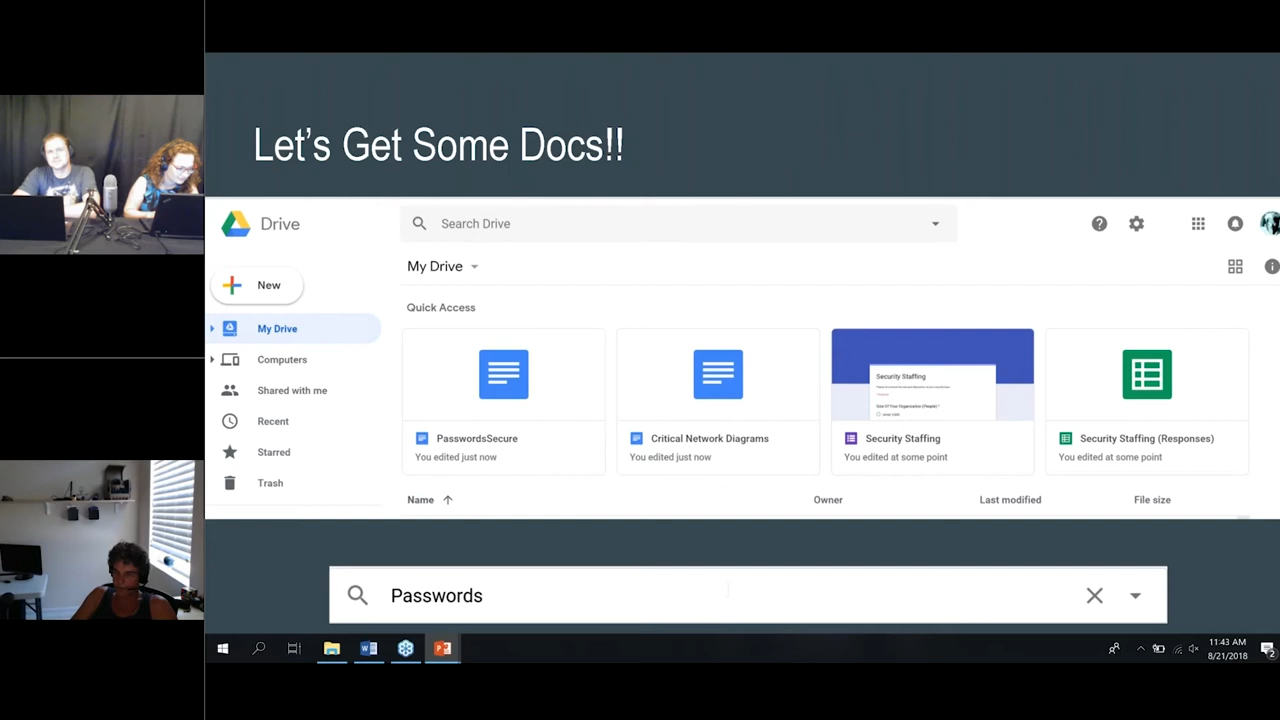 Let's Get Some Docs!!
Drive
Search Drive
My Drive
New
Quick Access
My Drive
Computers
Shared with me
Recent
Starred
Trash
Security Staffing
PasswordsSecure
You edited just now
Critical Network Diagrams
You edited just now
Security Staffing
You edited at some point
Security Staffing (Responses)
You edited at some point
Name
Owner
Last modified
File size
Passwords
11:43 AM
8/21/2018
2